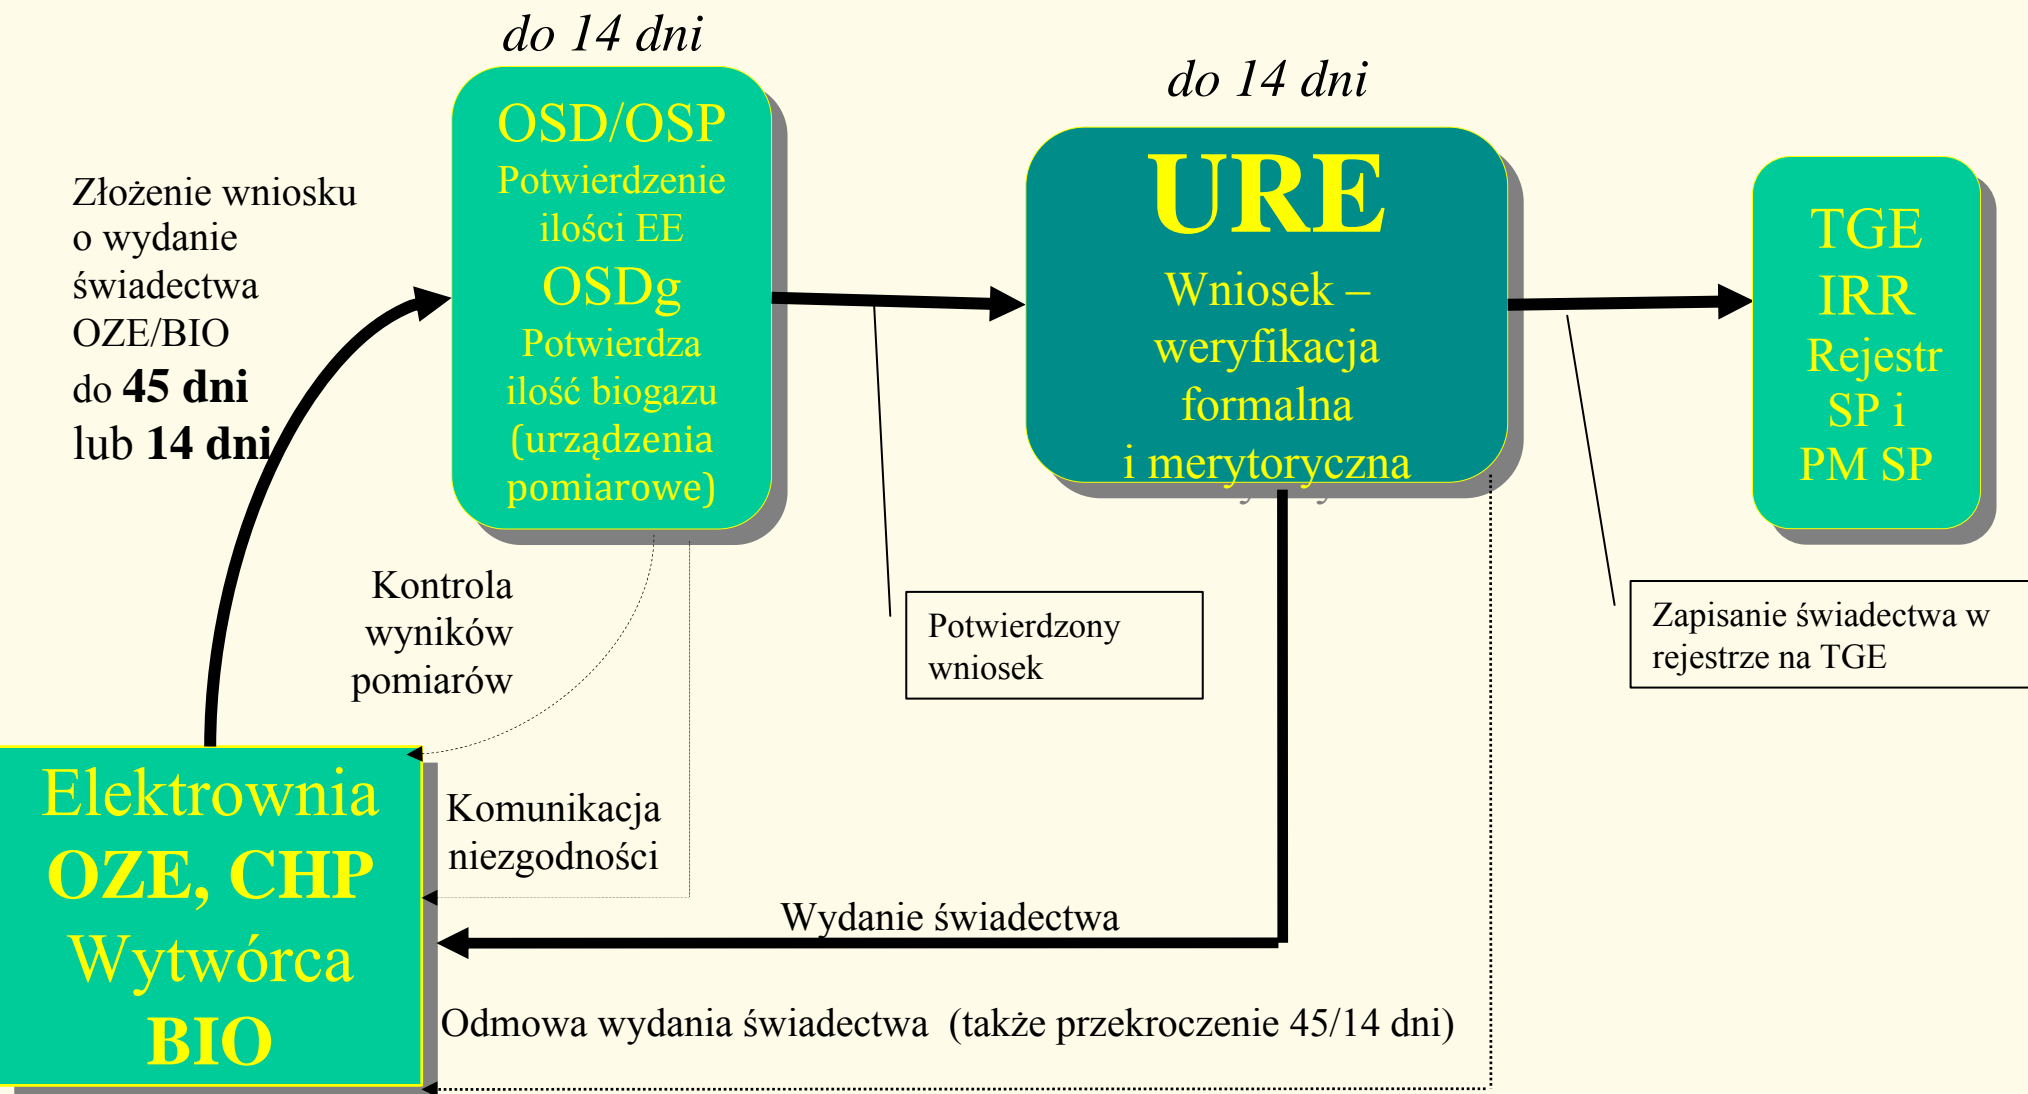 do 14 dni
do 14 dni
Złożenie wniosku
o wydanie
świadectwa
OZE/BIO
do 45 dni
lub 14 dni
OSD/OSP
Potwierdzenie
ilości EE
OSDg
Potwierdza
ilość biogazu
(urządzenia
pomiarowe)
URE
Wniosek –
weryfikacja
formalna
i merytoryczna
TGE
IRR
Rejestr
SP i
PM SP
Kontrola
wyników
pomiarów
Potwierdzony
wniosek
Zapisanie świadectwa w
rejestrze na TGE
Elektrownia
OZE, CHP
Wytwórca
BIO
Komunikacja
niezgodności
Wydanie świadectwa
Odmowa wydania świadectwa (także przekroczenie 45/14 dni)